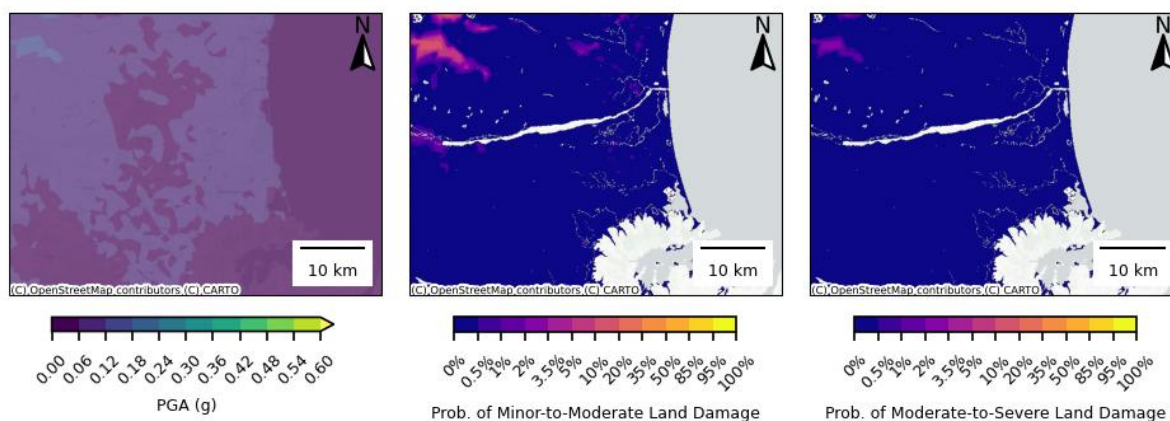 N
N
N
10 km
10 km
10 km
(C) OpenStreetMap contributors (C) CARTO
(C) OpenStreetMap contributors (C) CARTO
(C) OpenStreetMap contributors (C) CARTO
0.00 0.06 0.12 0.18 0.24 0.30 0.36 0.42 0.48 0.54 0.60
PGA (g)
0% 0.5% 1% 2% 3.5% 5% 10% 20% 35% 50% 85% 95% 100%
Prob. of Minor-to-Moderate Land Damage
0% 0.5% 1% 2% 3.5% 5% 10% 20% 35% 50% 85% 95% 100%
Prob. of Moderate-to-Severe Land Damage